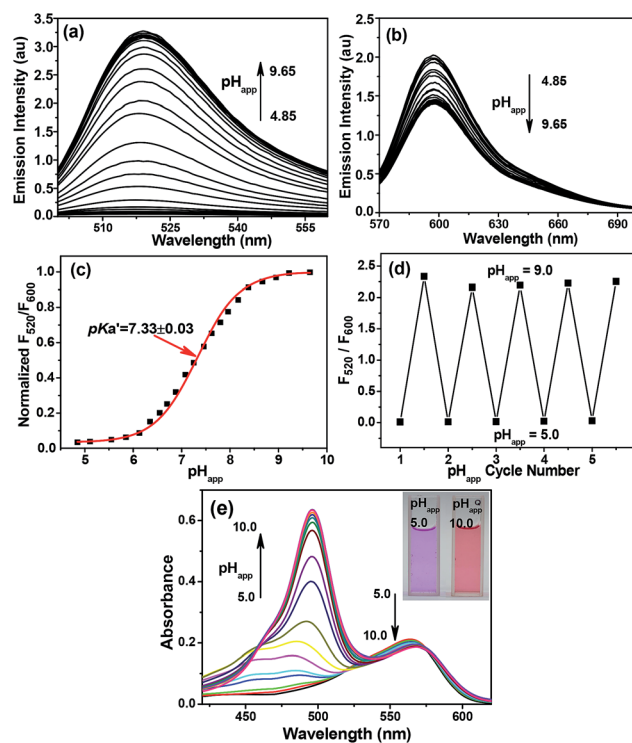 (a)
Emission Intensity (au)
3.5
3.0
2.5
2.0
1.5
1.0
0.5
0.0
pHapp
9.65
4.85
510 525 540 555
Wavelength (nm)
(b)
Emission Intensity (au)
2.5
2.0
1.5
1.0
0.5
0.0
pHapp
4.85
9.65
570 600 630 660 690
Wavelength (nm)
(c)
Normalized F520/F600
1.0
0.8
0.6
0.4
0.2
0.0
pKa'=7.33±0.03
5 6 7 8 9 10
pHapp
(d)
F520 / F600
2.5
2.0
1.5
1.0
0.5
0.0
pHapp = 9.0
pHapp = 5.0
1 2 3 4 5
pHapp Cycle Number
(e)
Absorbance
0.6
0.4
0.2
0.0
10.0
pHapp
5.0
5.0
10.0
pHapp
5.0
pHapp
10.0
450 500 550 600
Wavelength (nm)